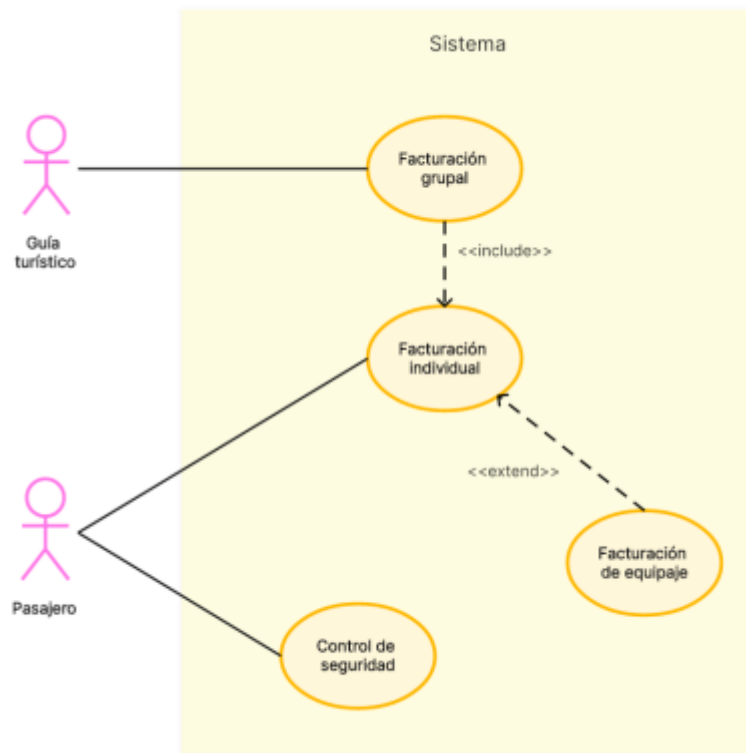 Sistema
Facturación
grupal
Guía
turístico
<<include>>
Facturación
individual
<<extend>>
Facturación
de equipaje
Pasajero
Control de
seguridad